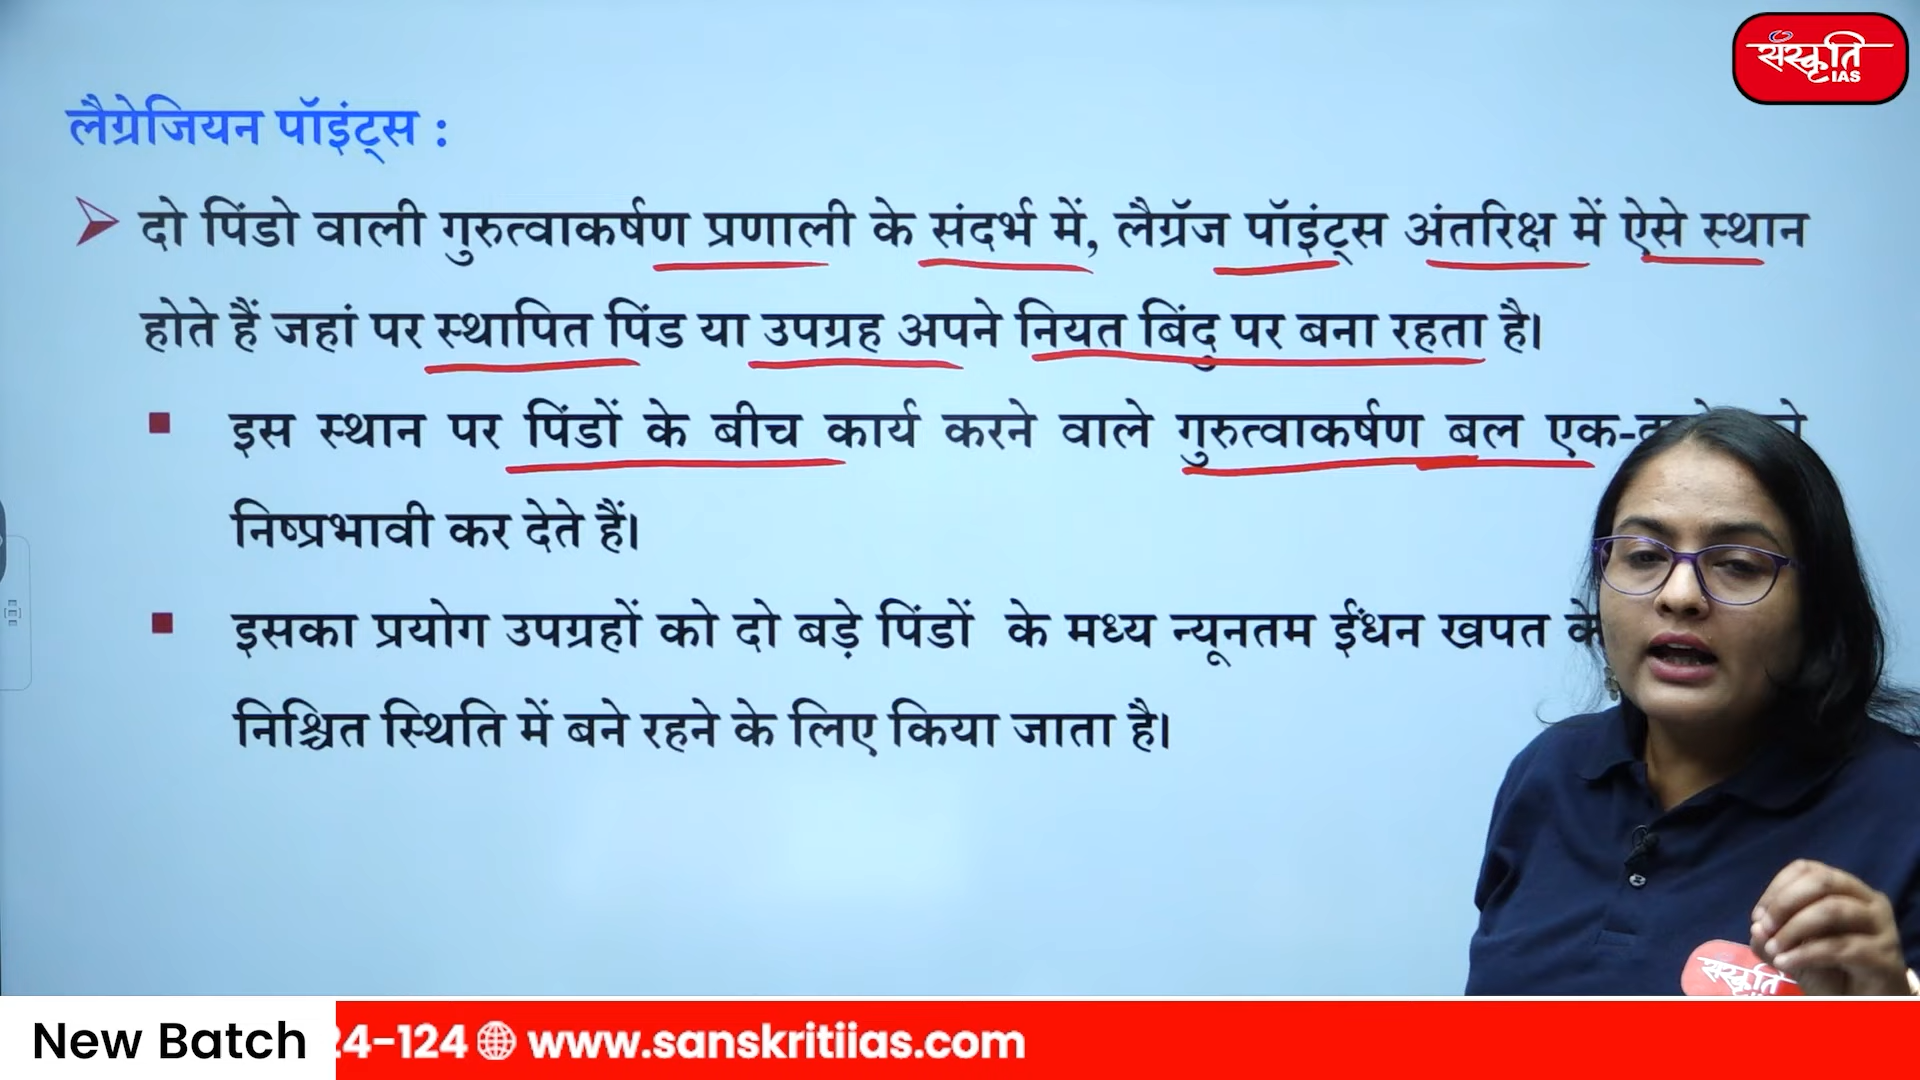 संस्कृति
IAS
लैग्रेजियन पॉइंट्स :
दो पिंडो वाली गुरुत्वाकर्षण प्रणाली के संदर्भ में, लैग्रॅज पॉइंट्स अंतरिक्ष में ऐसे स्थान
होते हैं जहां पर स्थापित पिंड या उपग्रह अपने नियत बिंदु पर बना रहता है।
इस स्थान पर पिंडों के बीच कार्य करने वाले गुरुत्वाकर्षण बल
निष्प्रभावी कर देते हैं।
इसका प्रयोग उपग्रहों को दो बड़े पिंडों के मध्य न्यूनतम ईंधन खपत के
निश्चित स्थिति में बने रहने के लिए किया जाता है।
संस्कृति
New Batch 24-124 www.sanskritiias.com